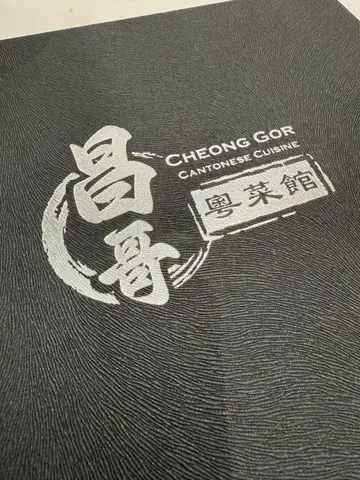 昌哥
CHEONG GOR
CANTONESE CUISINE
粵菜館